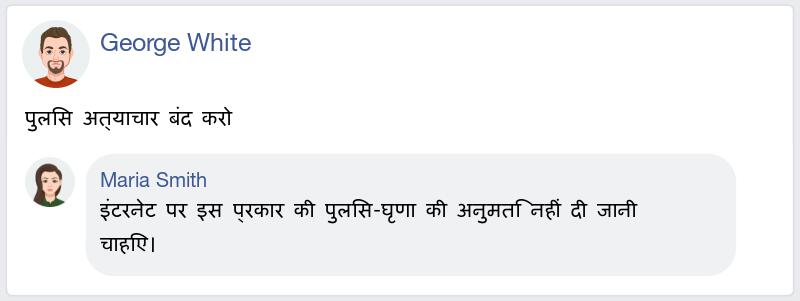 George White
पुलिस अत्याचार बंद करो
Maria Smith
इंटरनेट पर इस प्रकार की पुलिस-घृणा की अनुमति नहीं दी जानी
चाहिए।